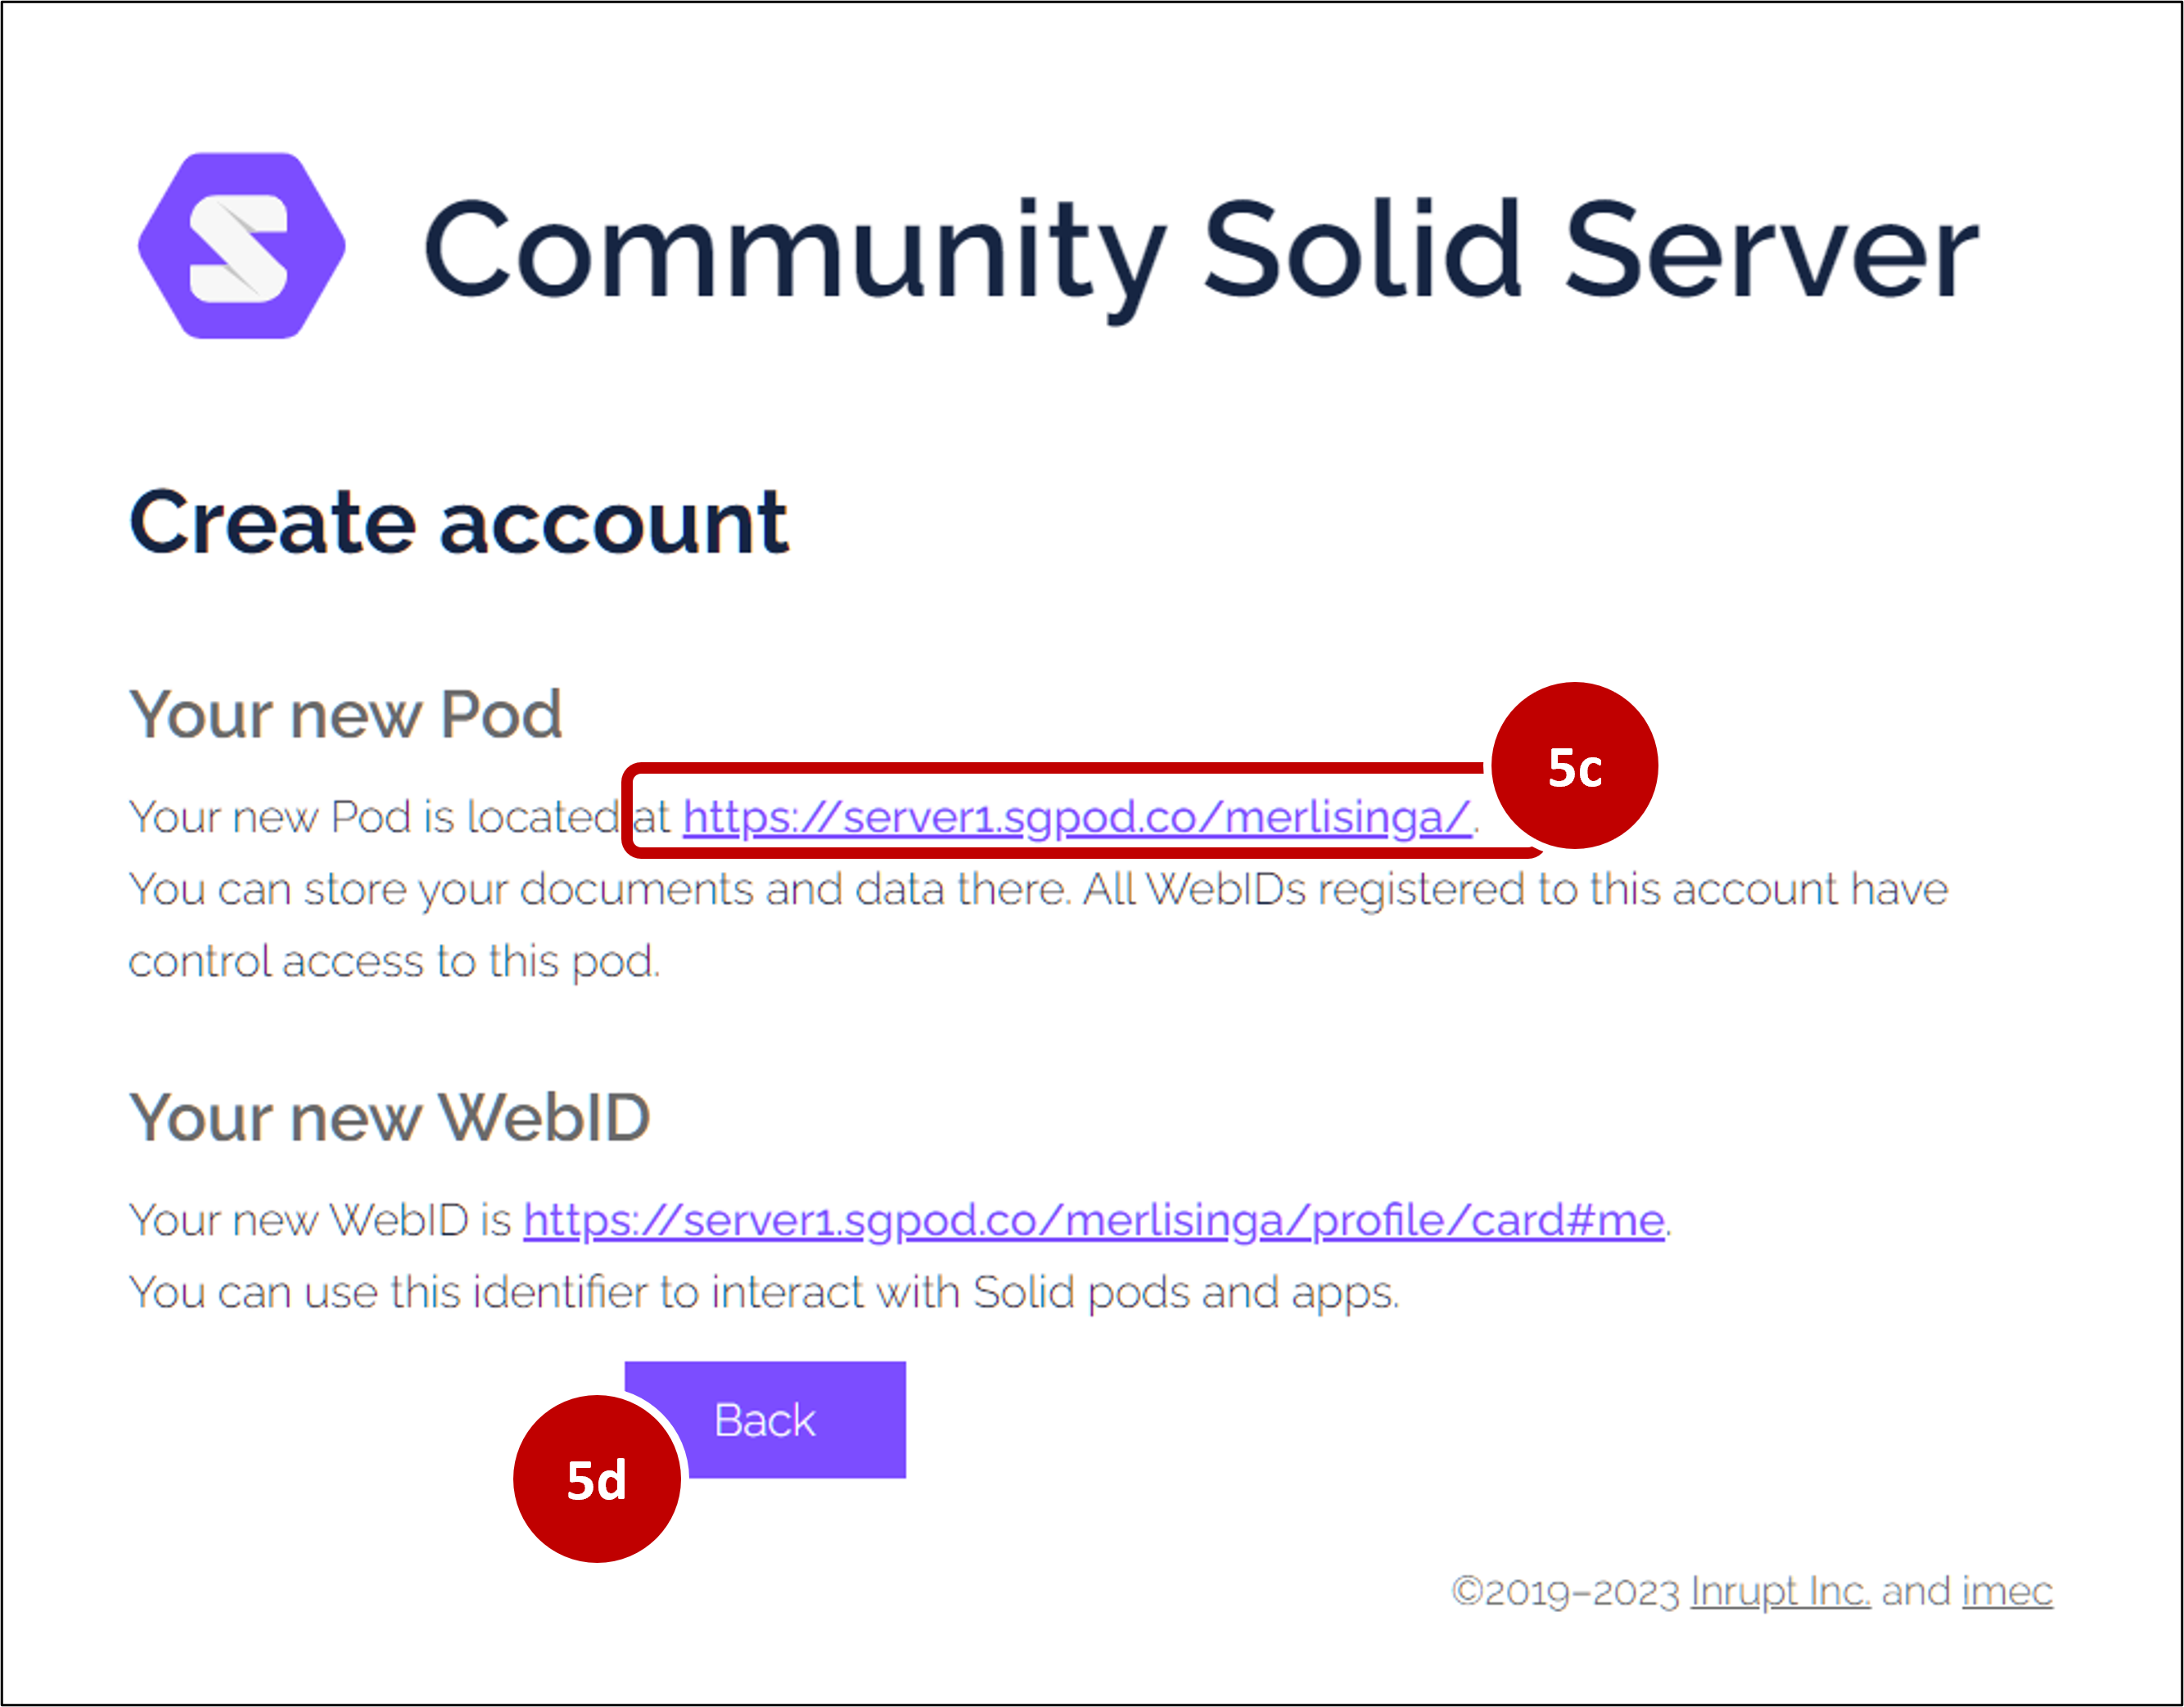 Community Solid Server
Create account
Your new Pod
5c
Your new Pod is located at https://server1.sgpod.co/merlisinga/.
You can store your documents and data there. All WebIDs registered to this account have
control access to this pod.
Your new WebID
Your new WebID is https://server1.sgpod.co/merlisinga/profile/card#me.
You can use this identifier to interact with Solid pods and apps.
Back
5d
©2019–2023 Inrupt Inc. and imec